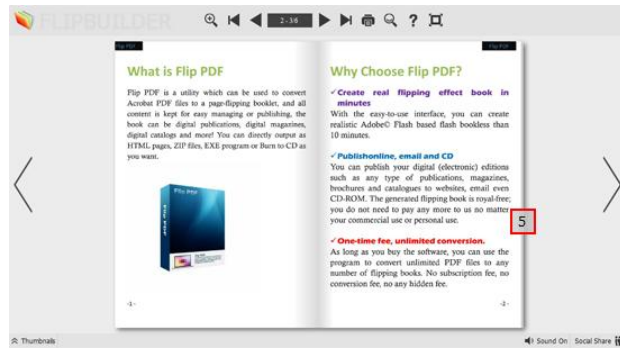 FLIPBUILDER
2-3/6
Flip PDF
Flip PDF
What is Flip PDF
Flip PDF is a utility which can be used to convert
Acrobat PDF files to a page-flipping booklet, and all
content is kept for easy managing or publishing, the
book can be digital publications, digital magazines,
digital catalogs and more! You can directly output as
HTML pages, ZIP files, EXE program or Burn to CD as
you want.
Flip PDF
Flip PDF
-1-
Why Choose Flip PDF?
✓Create real flipping effect book in
minutes
With the easy-to-use interface, you can create
realistic Adobe© Flash based flash bookless than
10 minutes.
✓Publishonline, email and CD
You can publish your digital (electronic) editions
such as any type of publications, magazines,
brochures and catalogues to websites, email even
CD-ROM. The generated flipping book is royal-free;
you do not need to pay any more to us no matter
your commercial use or personal use.
5
✓One-time fee, unlimited conversion.
As long as you buy the software, you can use the
program to convert unlimited PDF files to any
number of flipping books. No subscription fee, no
conversion fee, no any hidden fee.
-2-
Thumbnails
Sound On Social Share